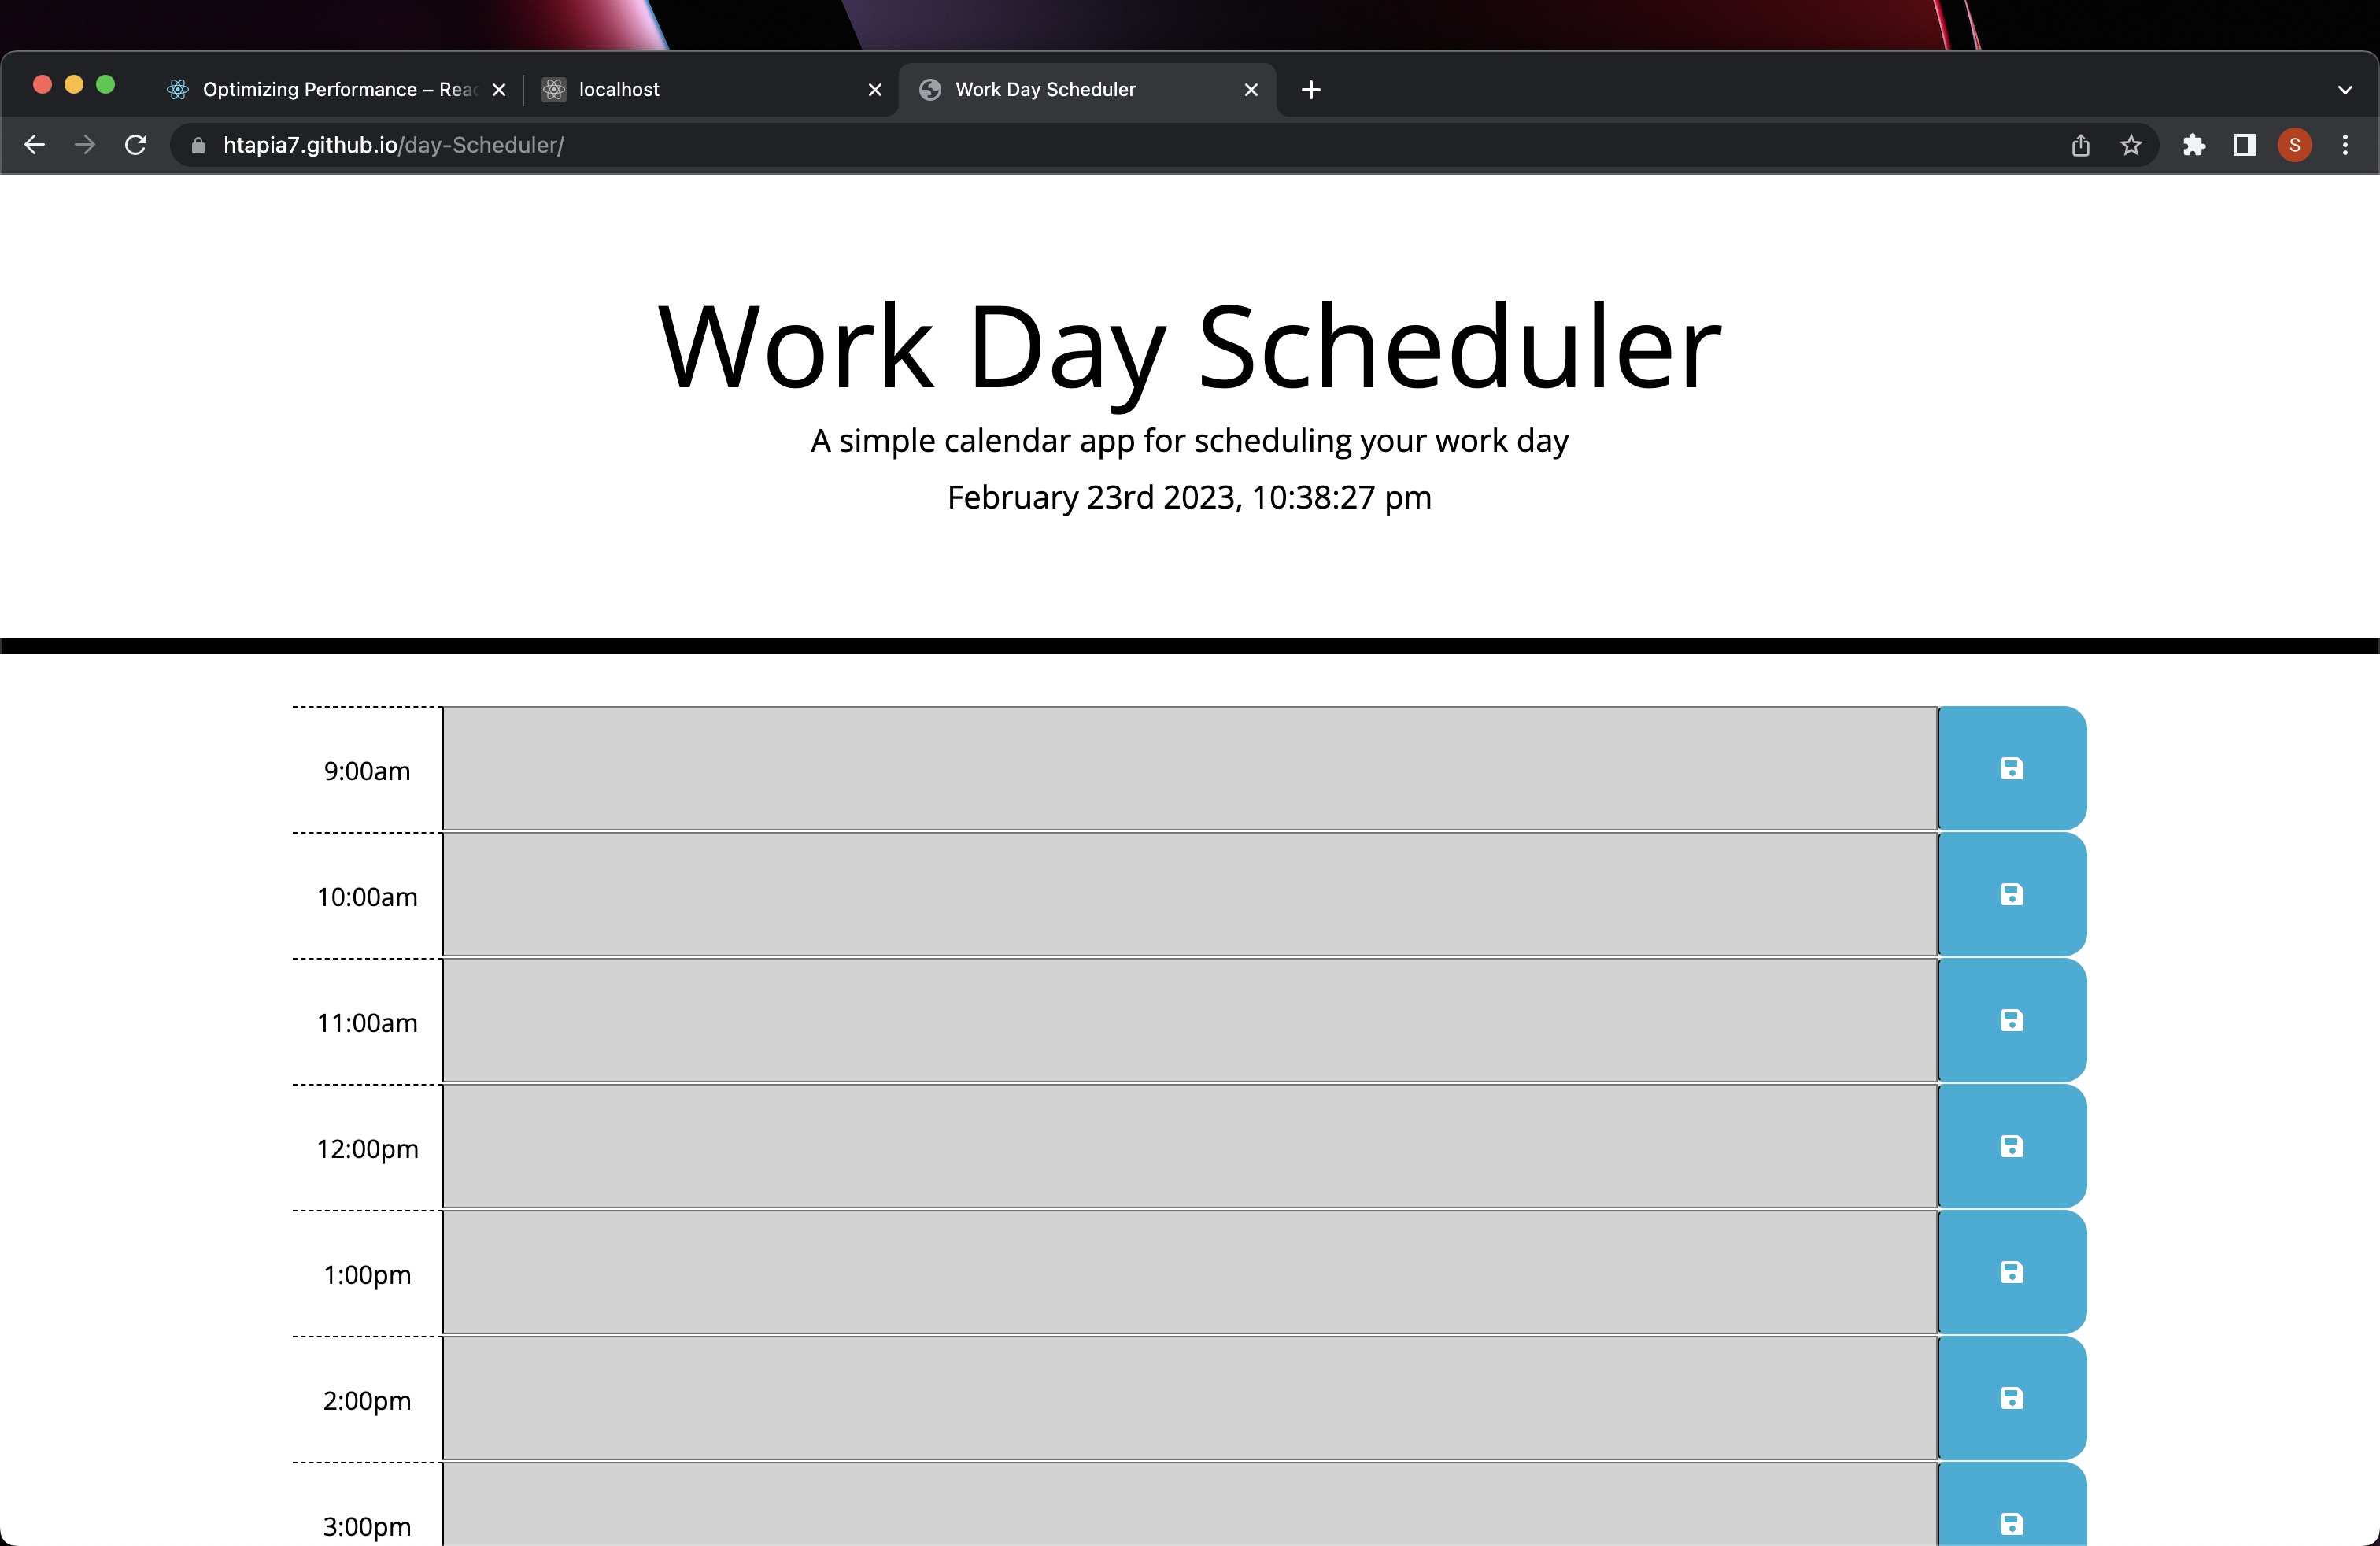 Optimizing Performance – Reac
localhost
Work Day Scheduler
htapia7.github.io/day-Scheduler/
S
Work Day Scheduler
A simple calendar app for scheduling your work day
February 23rd 2023, 10:38:27 pm
9:00am
10:00am
11:00am
12:00pm
1:00pm
2:00pm
3:00pm